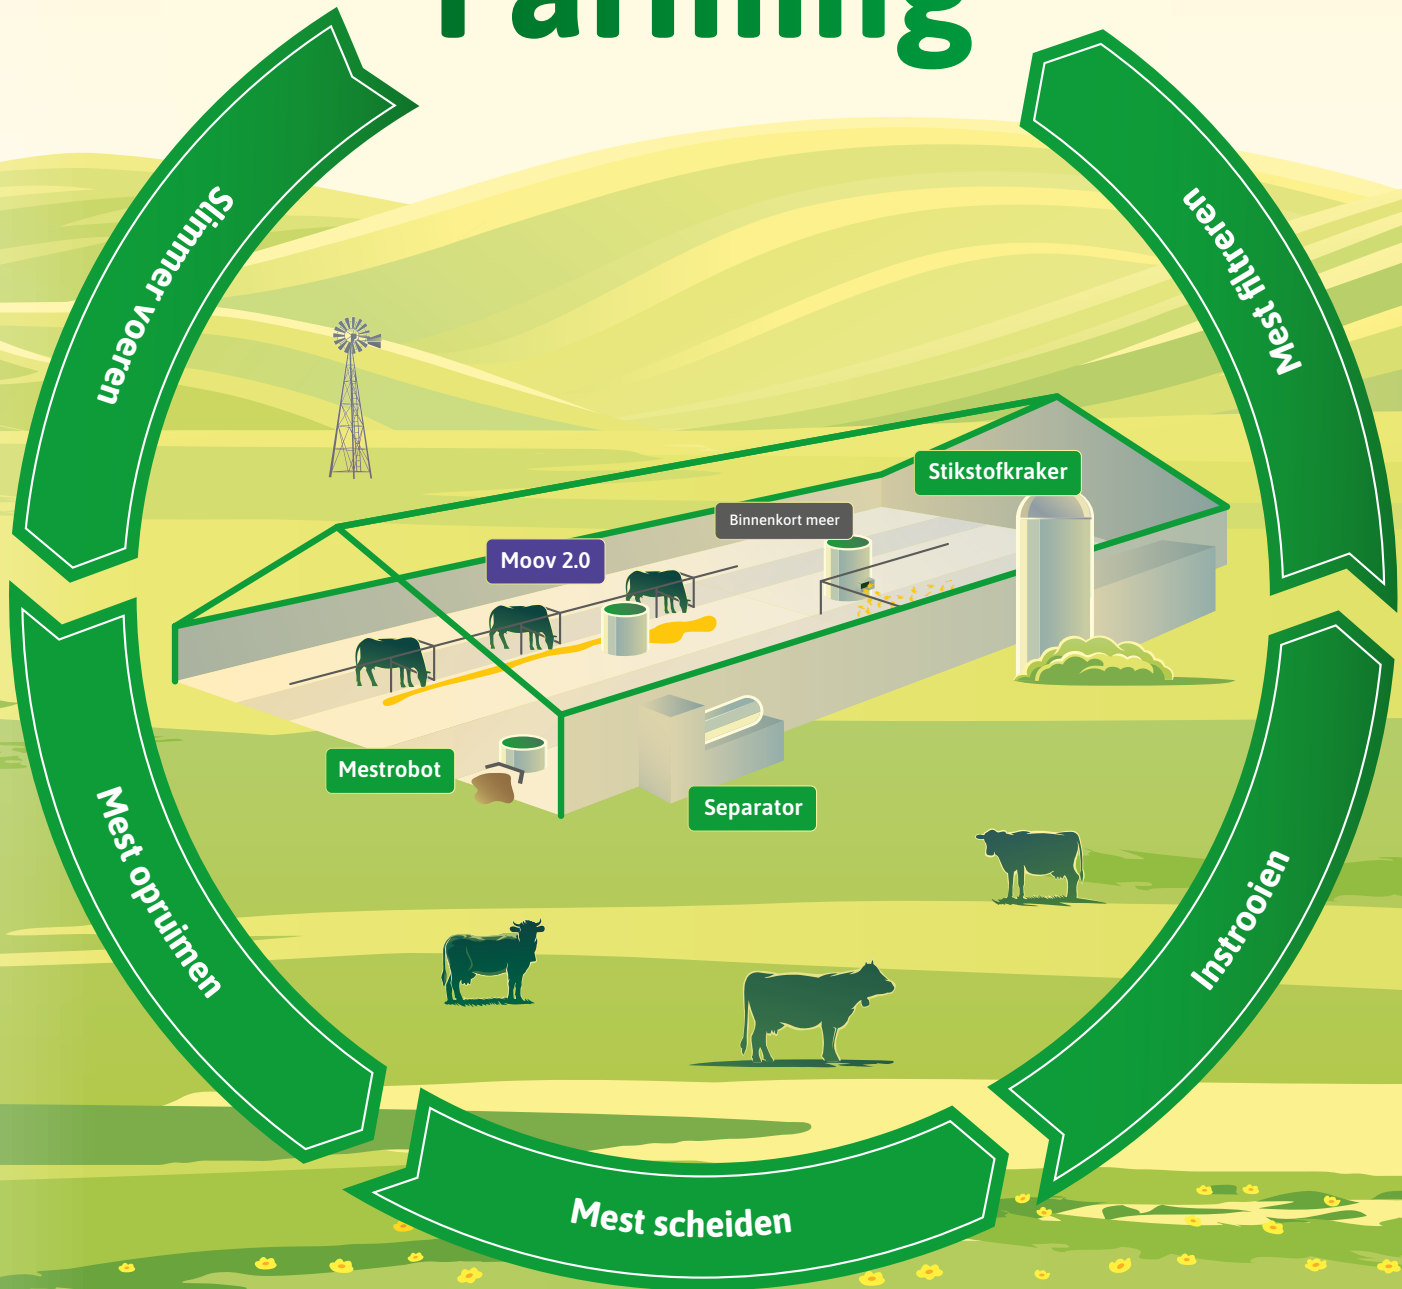 Farming
Slimmer voeren
Mest filtreren
Stikstofkraker
Binnenkort meer
Moov 2.0
Mestrobot
Separator
Mest opruimen
Instrooien
Mest scheiden